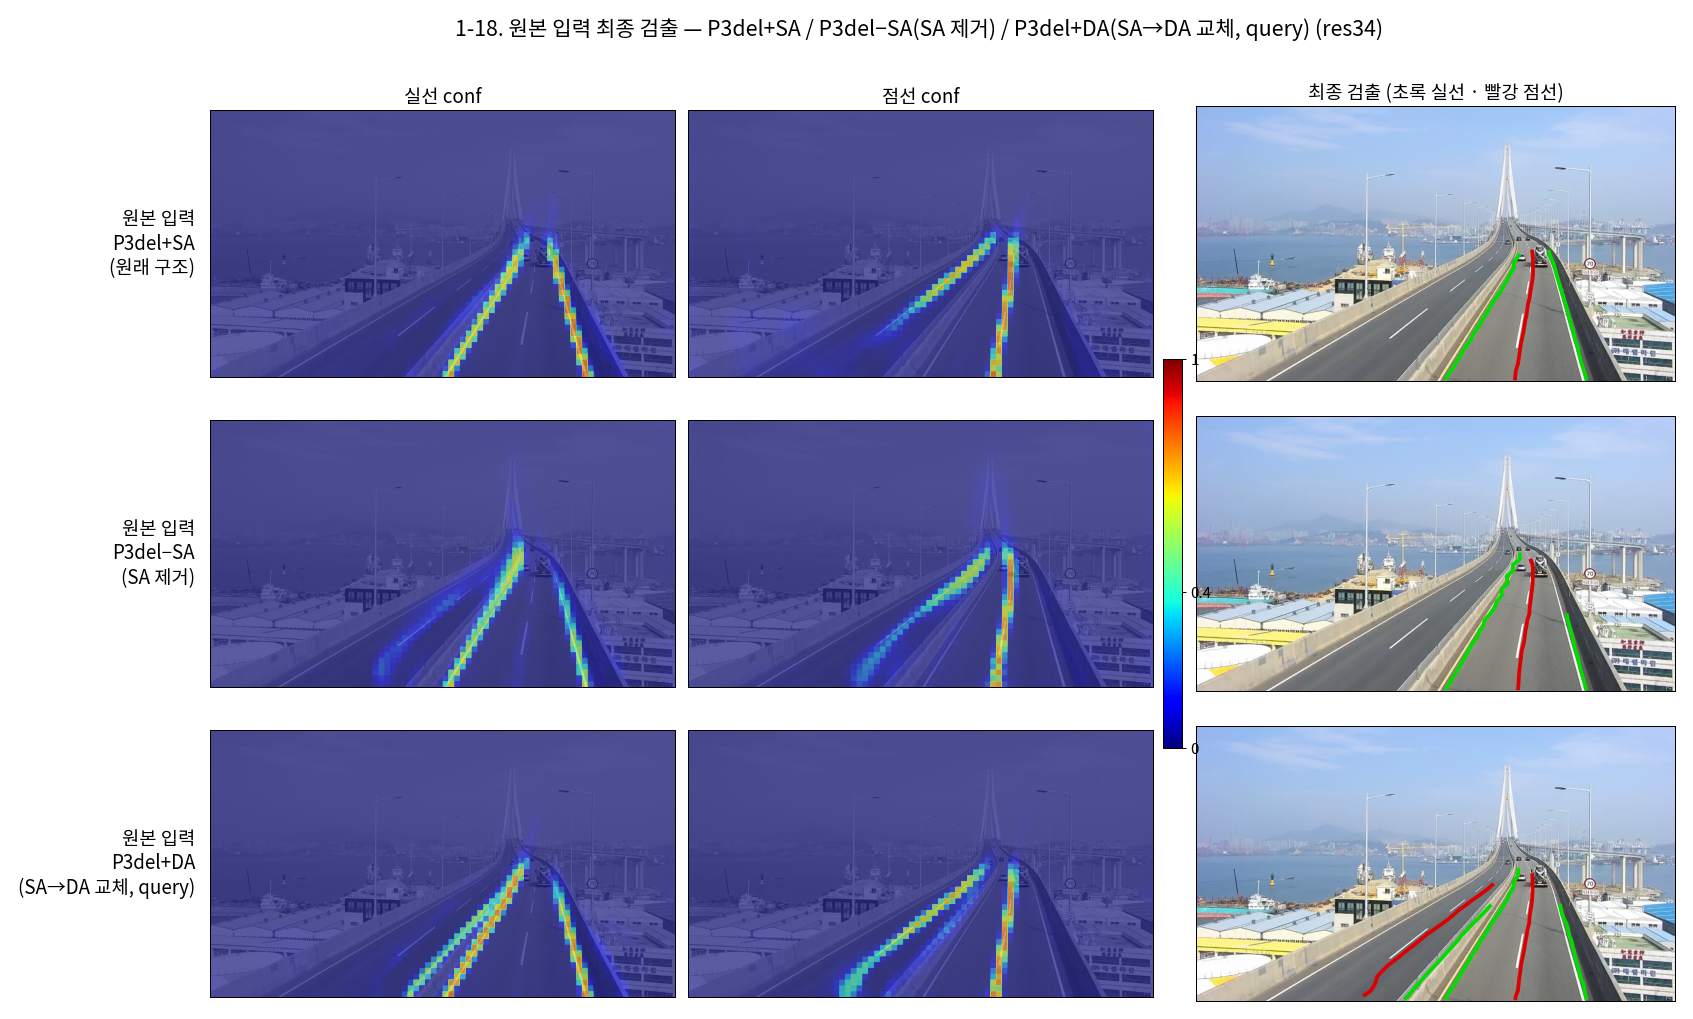 1-18. 원본 입력 최종 검출 — P3del+SA / P3del−SA(SA 제거) / P3del+DA(SA→DA 교체, query) (res34)
실선 conf
점선 conf
최종 검출 (초록 실선 · 빨강 점선)
원본 입력
P3del+SA
(원래 구조)
원본 입력
P3del−SA
(SA 제거)
원본 입력
P3del+DA
(SA→DA 교체, query)
1
0.4
0